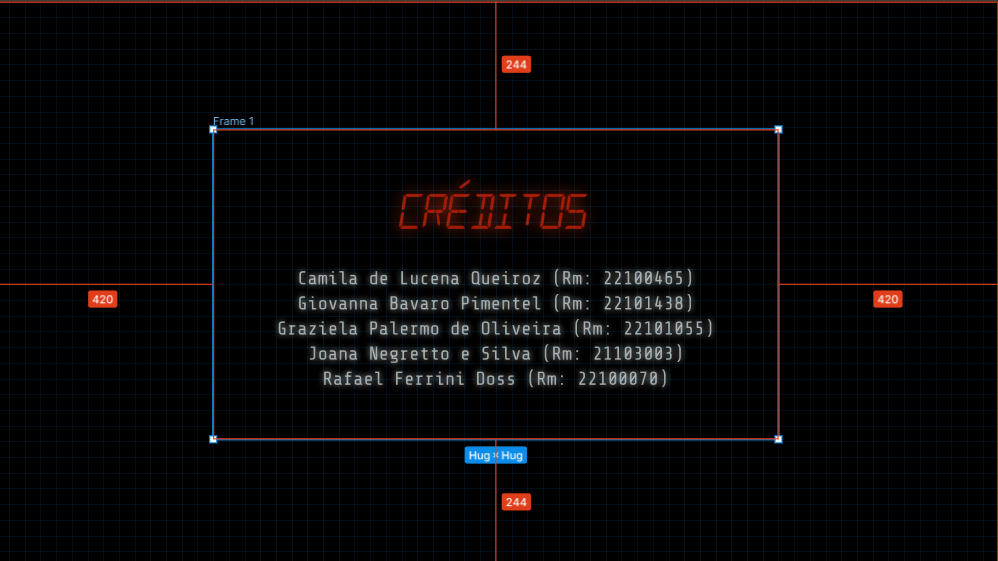 244
Frame 1
CRÉDITOS
Camila de Lucena Queiroz (Rm: 22100465)
420
420
Giovanna Bavaro Pimentel (Rm: 22101438)
Graziela Palermo de Oliveira (Rm: 22101055)
Joana Negretto e Silva (Rm: 21103003)
Rafael Ferrini Doss (Rm: 22100070)
Hug × Hug
244